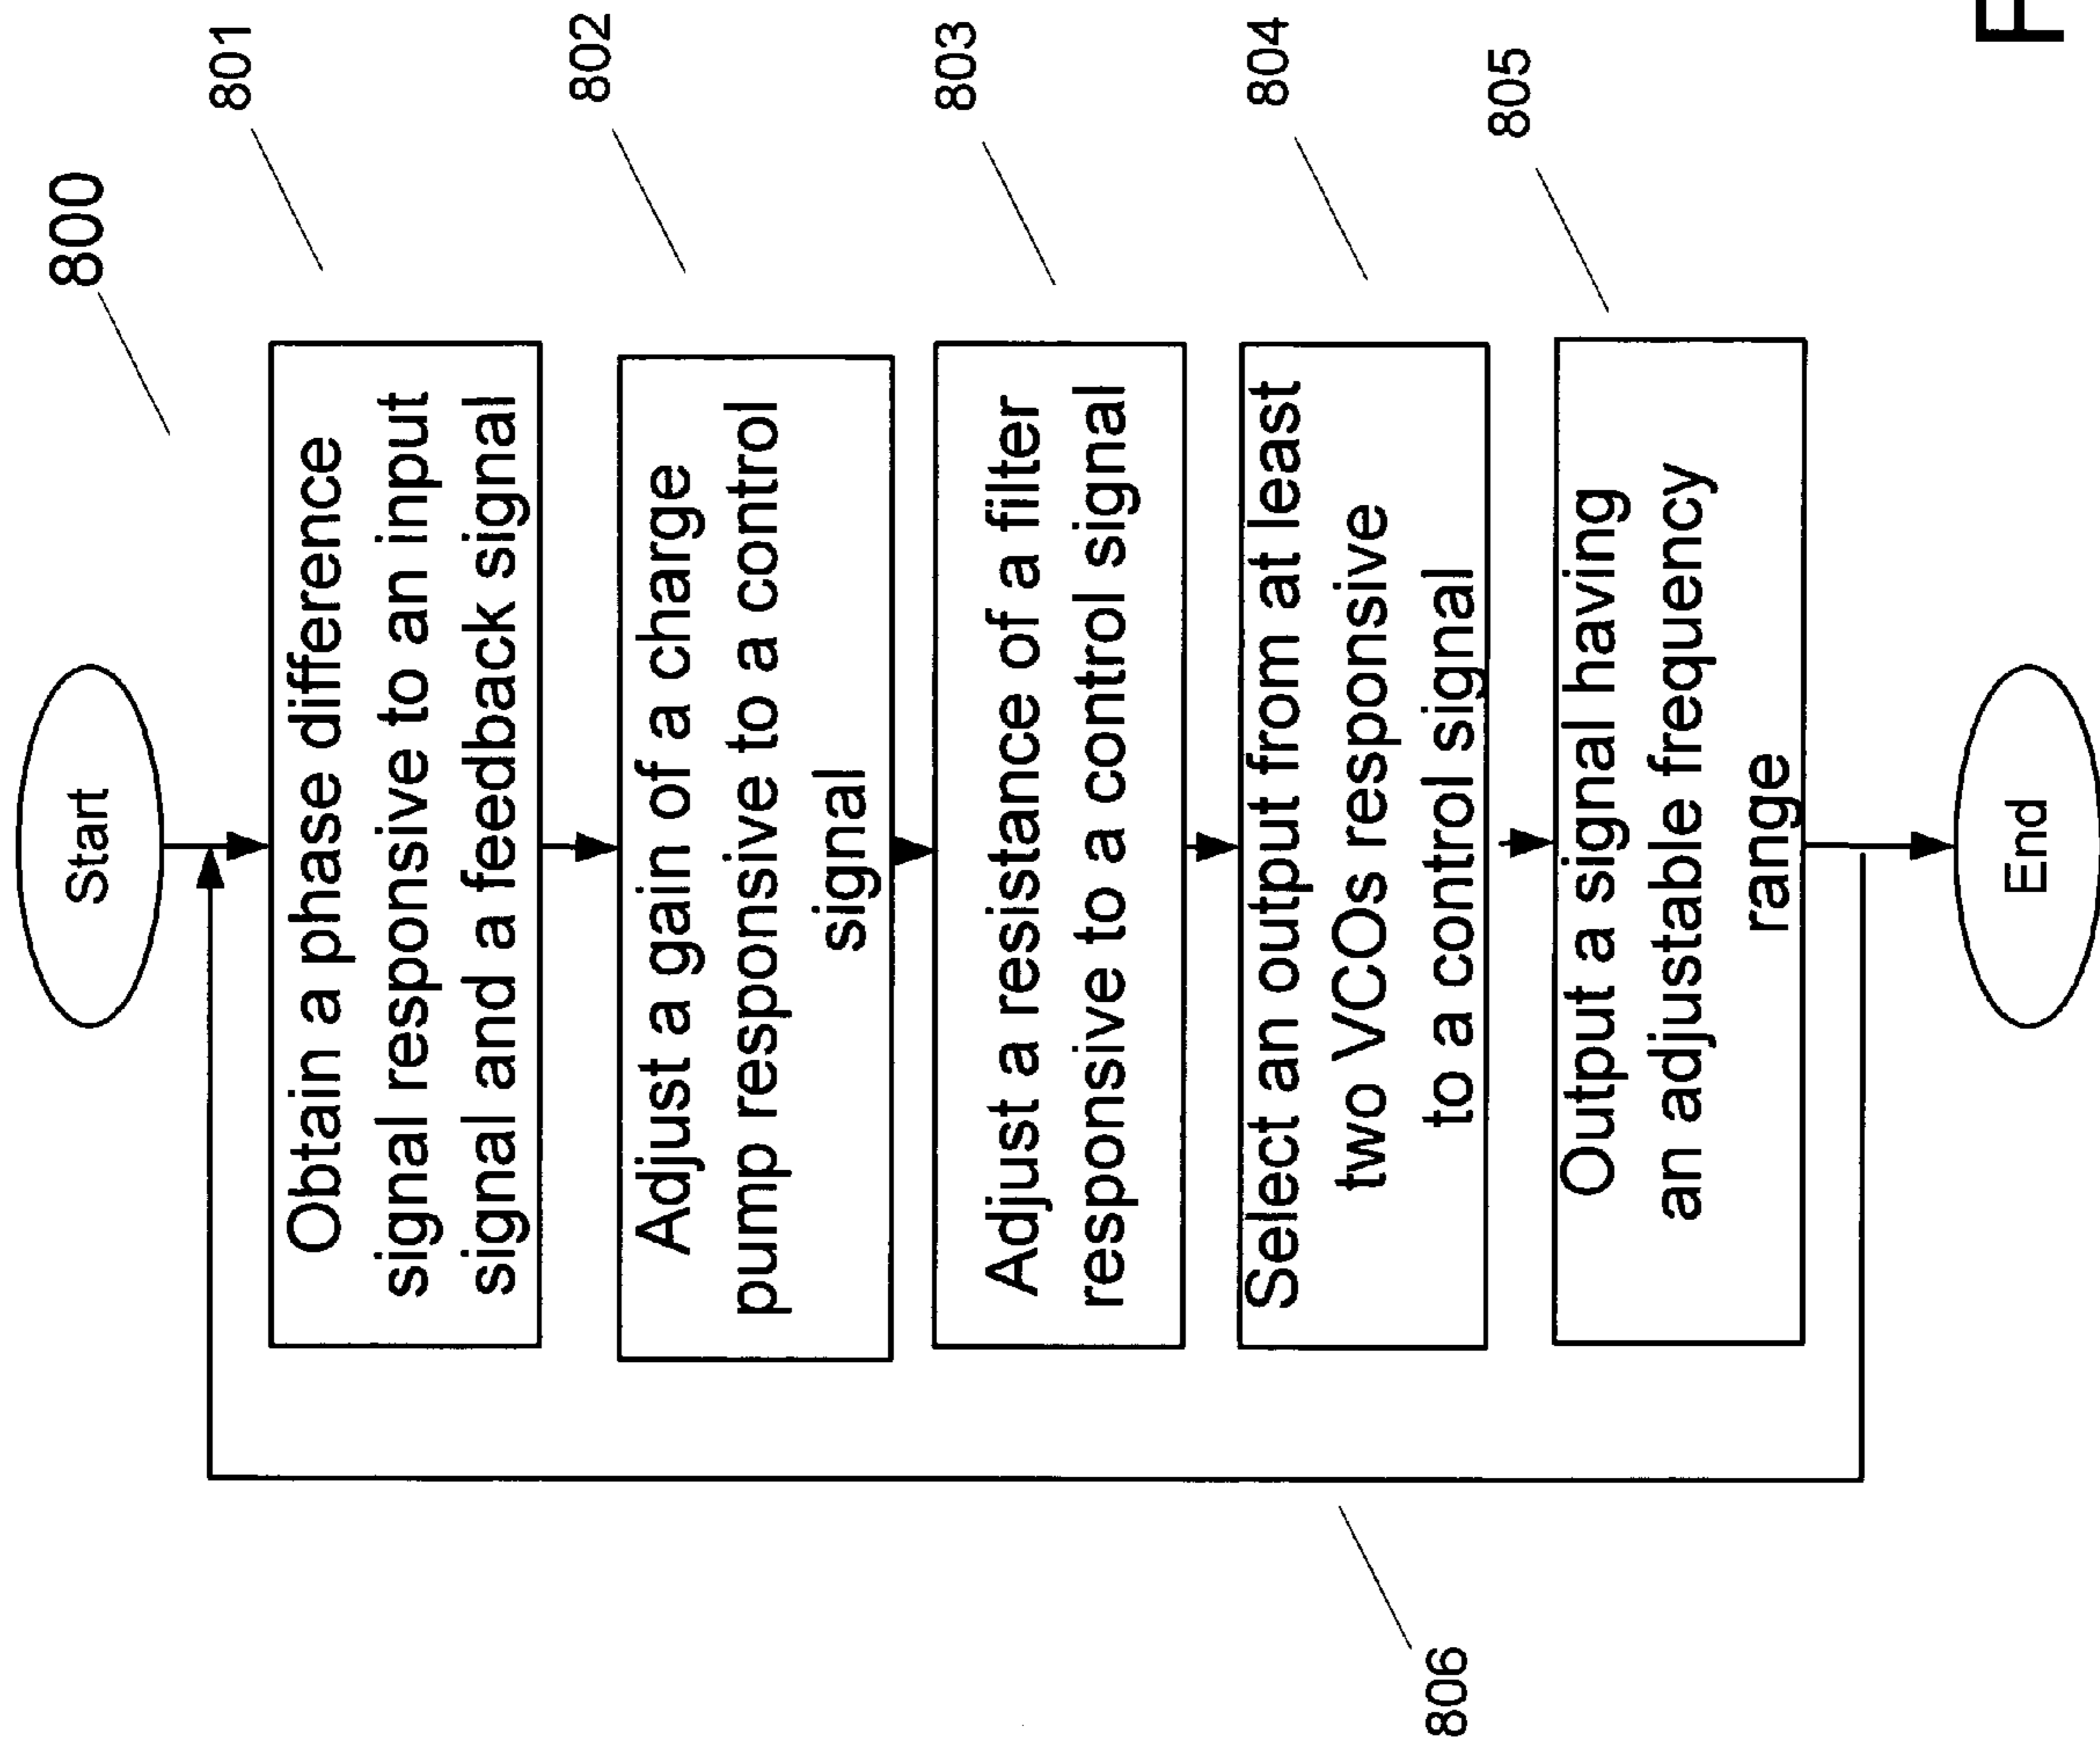 800
Start
801
Obtain a phase difference
signal responsive to an input
signal and a feedback signal
802
Adjust a gain of a charge
pump responsive to a control
signal
803
Adjust a resistance of a filter
responsive to a control signal
804
Select an output from at least
two VCOs responsive
to a control signal
805
Output a signal having
an adjustable frequency
range
806
End
F